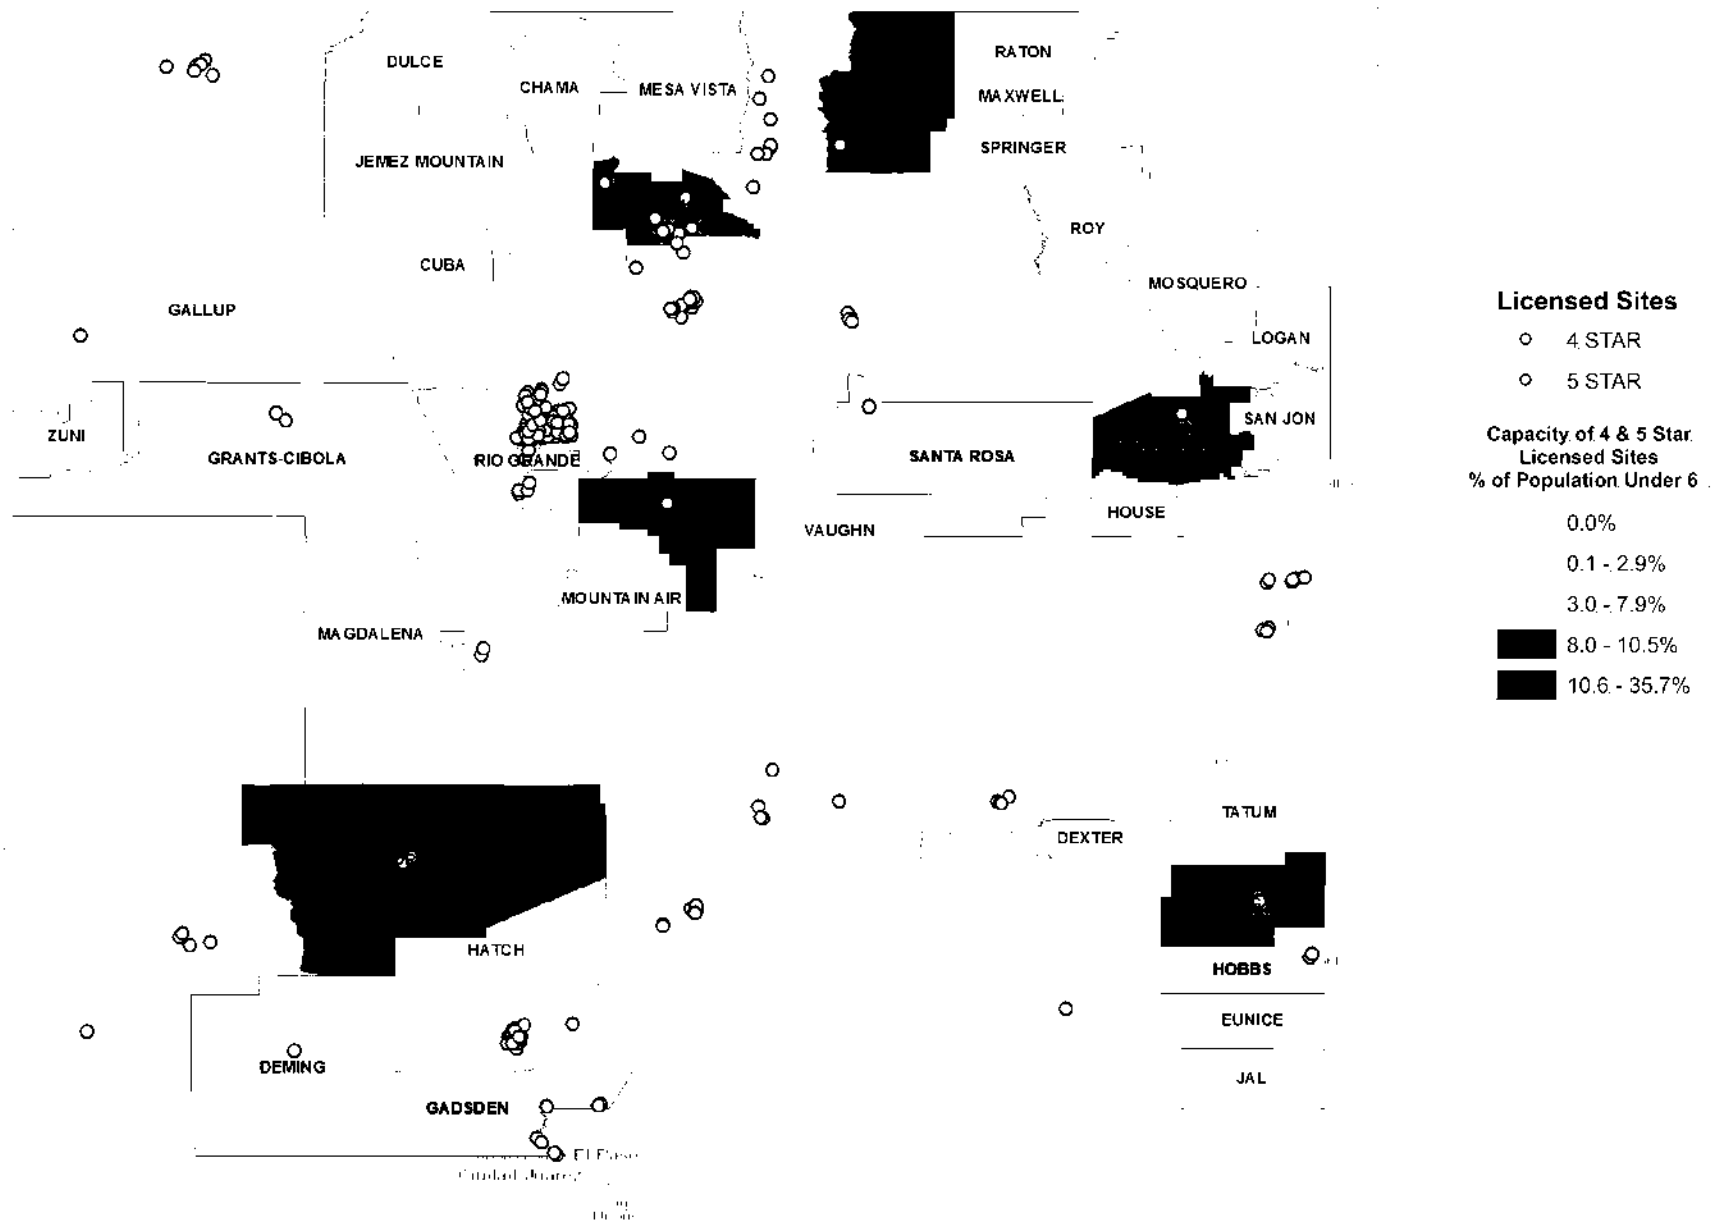 DULCE
CHAMA
MESA VISTA
RATON
MAXWELL
SPRINGER
JEMEZ MOUNTAIN
ROY
CUBA
MOSQUERO
GALLUP
LOGAN
ZUNI
GRANTS-CIBOLA
RIO GRANDE
SANTA ROSA
SAN JON
HOUSE
VAUGHN
MOUNTAIN AIR
MAGDALENA
TATUM
DEXTER
HATCH
HOBBS
EUNICE
DEMING
JAL
GADSDEN
El Paso
Ciudad Juarez
Licensed Sites
4 STAR
5 STAR
Capacity of 4 & 5 Star
Licensed Sites
% of Population Under 6
0.0%
0.1 - 2.9%
3.0 - 7.9%
8.0 - 10.5%
10.6 - 35.7%